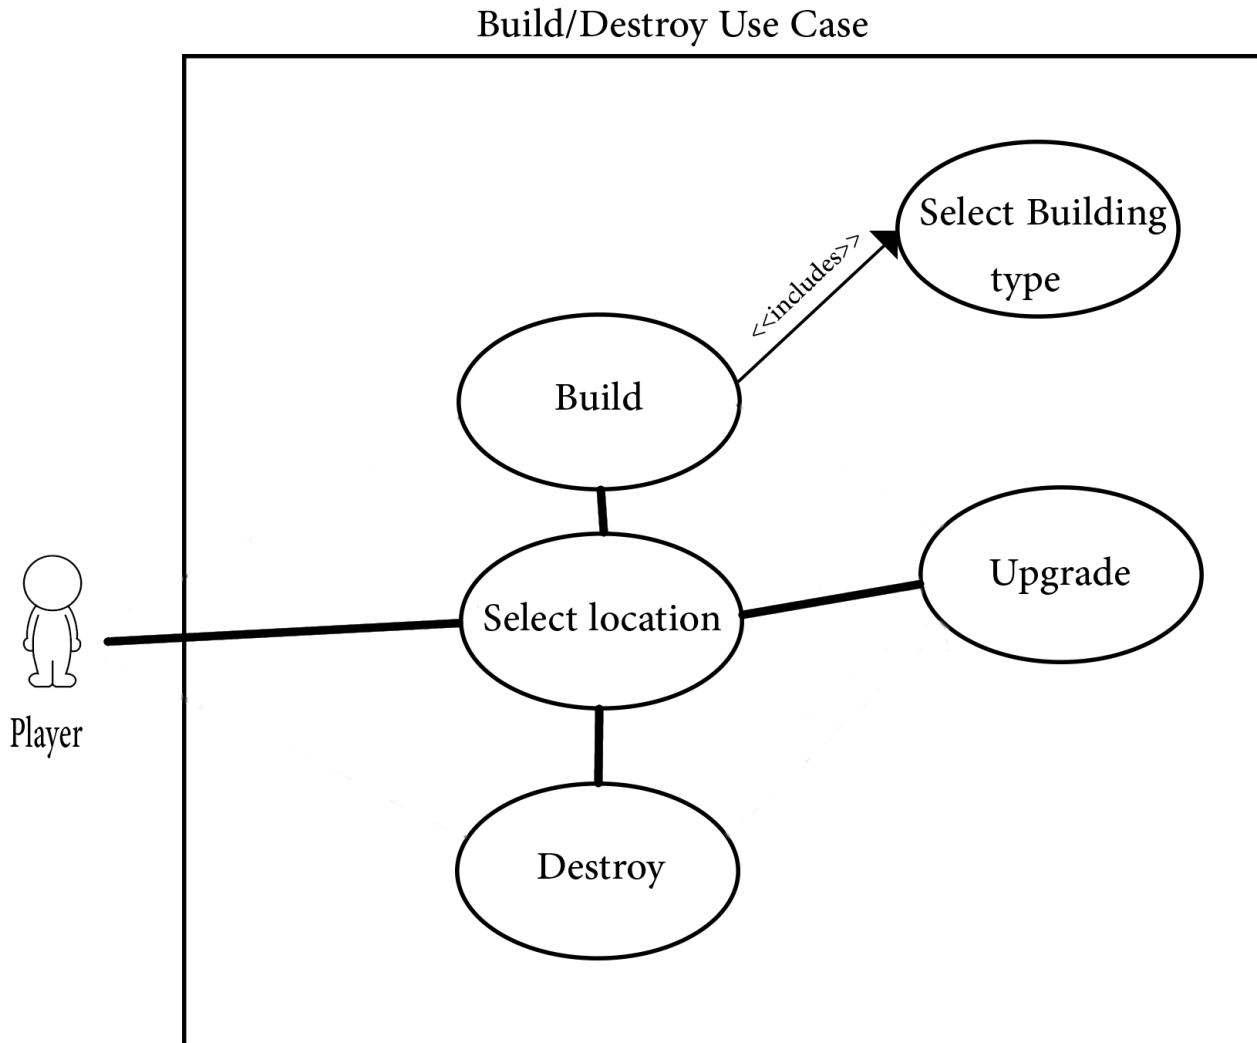 Build/Destroy Use Case
Select Building
type
<<includes>>
Build
Upgrade
Select location
Player
Destroy